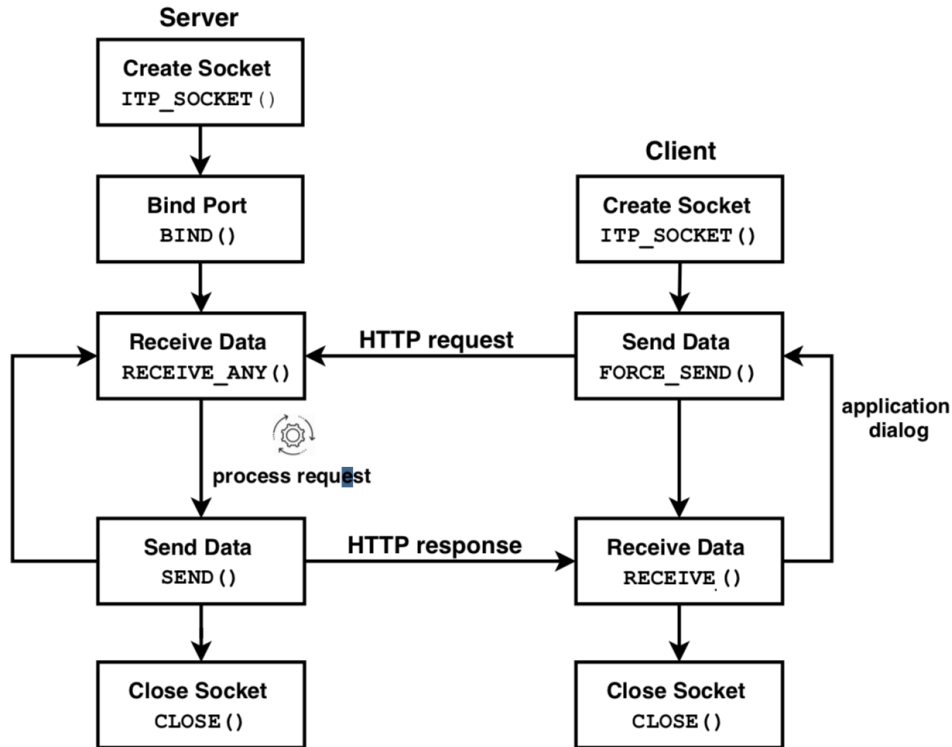 Server
Create Socket
ITP_SOCKET()
Bind Port
BIND()
Receive Data
RECEIVE_ANY()
process request
Send Data
SEND()
Close Socket
CLOSE()
HTTP request
HTTP response
Client
Create Socket
ITP_SOCKET()
Send Data
FORCE_SEND()
application
dialog
Receive Data
RECEIVE()
Close Socket
CLOSE()